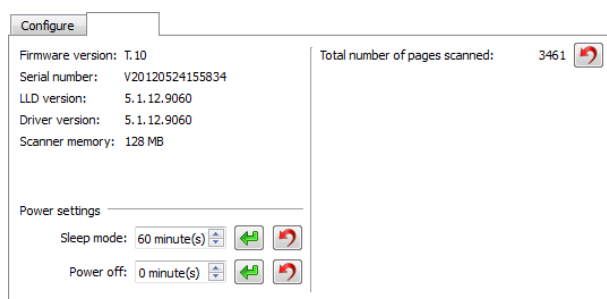 Configure
Firmware version: T.10
Serial number: V20120524155834
LLD version: 5.1.12.9060
Driver version: 5.1.12.9060
Scanner memory: 128 MB
Power settings
Sleep mode: 60 minute(s)
Power off: 0 minute(s)
Total number of pages scanned: 3461